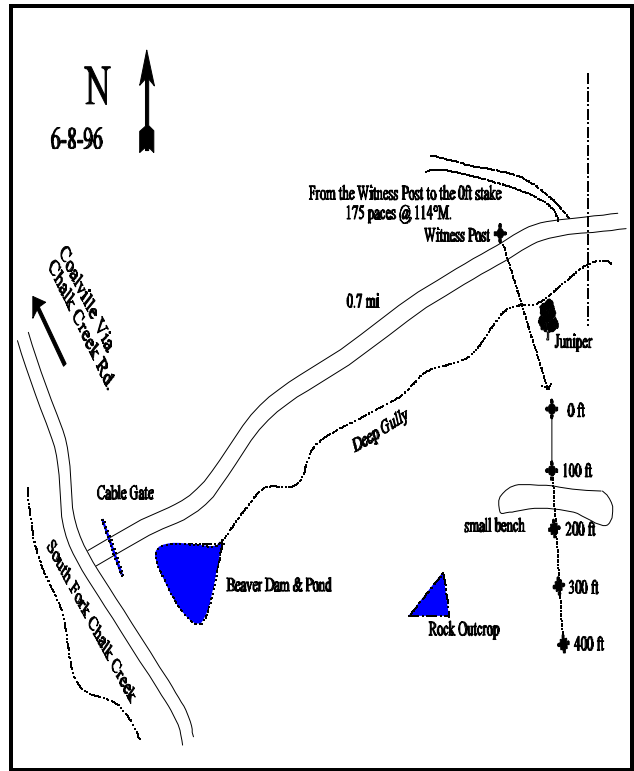 N
6-8-96
From the Witness Post to the 0ft stake
175 paces @ 114°M.
Witness Post
Coalville Via
Chalk Creek Rd.
0.7 mi
Juniper
0 ft
Deep Gully
100 ft
Cable Gate
small bench
200 ft
South Fork Chalk Creek
Beaver Dam & Pond
300 ft
Rock Outcrop
400 ft